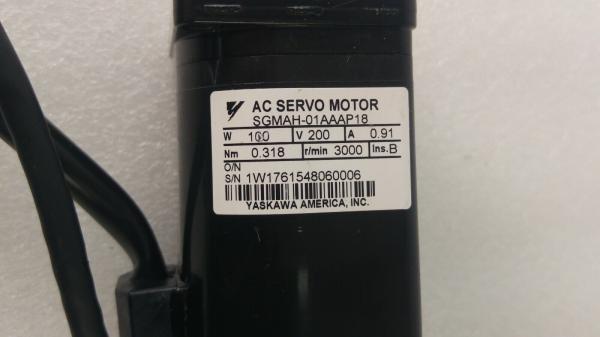 AC SERVO MOTOR
SGMAH-01AAAP18
W 100 V 200 A 0.91
Nm 0.318 r/min 3000 Ins.B
O/N
S/N 1W1761548060006
YASKAWA AMERICA, INC.